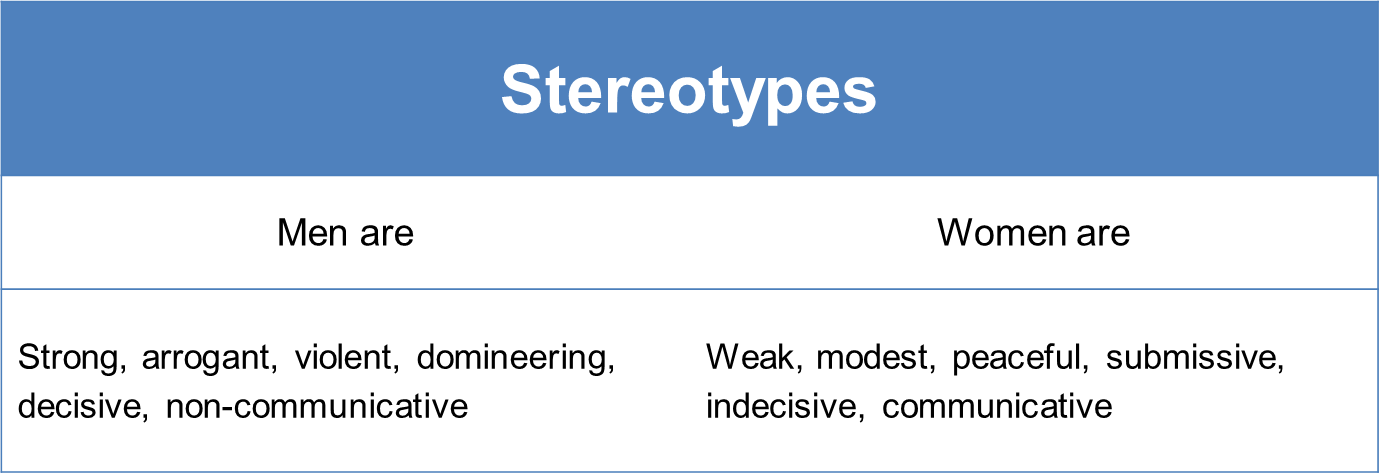 Stereotypes
Men are
Women are
Strong, arrogant, violent, domineering,
decisive, non-communicative
Weak, modest, peaceful, submissive,
indecisive, communicative